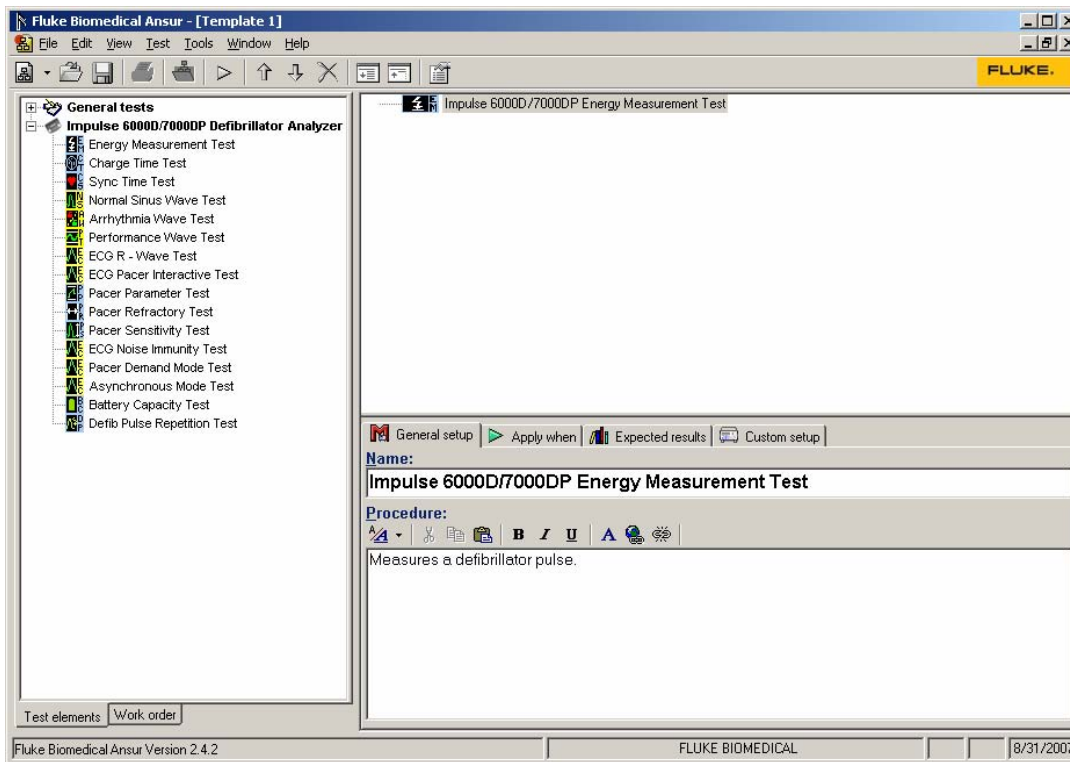 Fluke Biomedical Ansur - [Template 1]
File Edit View Test Tools Window Help
FLUKE.
General tests
Impulse 6000D/7000DP Defibrillator Analyzer
Energy Measurement Test
Charge Time Test
Sync Time Test
Normal Sinus Wave Test
Arrhythmia Wave Test
Performance Wave Test
ECG R - Wave Test
ECG Pacer Interactive Test
Pacer Parameter Test
Pacer Refractory Test
Pacer Sensitivity Test
ECG Noise Immunity Test
Pacer Demand Mode Test
Asynchronous Mode Test
Battery Capacity Test
Defib Pulse Repetition Test
Test elements Work order
Impulse 6000D/7000DP Energy Measurement Test
General setup Apply when Expected results Custom setup
Name:
Impulse 6000D/7000DP Energy Measurement Test
Procedure:
B I U A
Measures a defibrillator pulse.
Fluke Biomedical Ansur Version 2.4.2 FLUKE BIOMEDICAL 8/31/2007